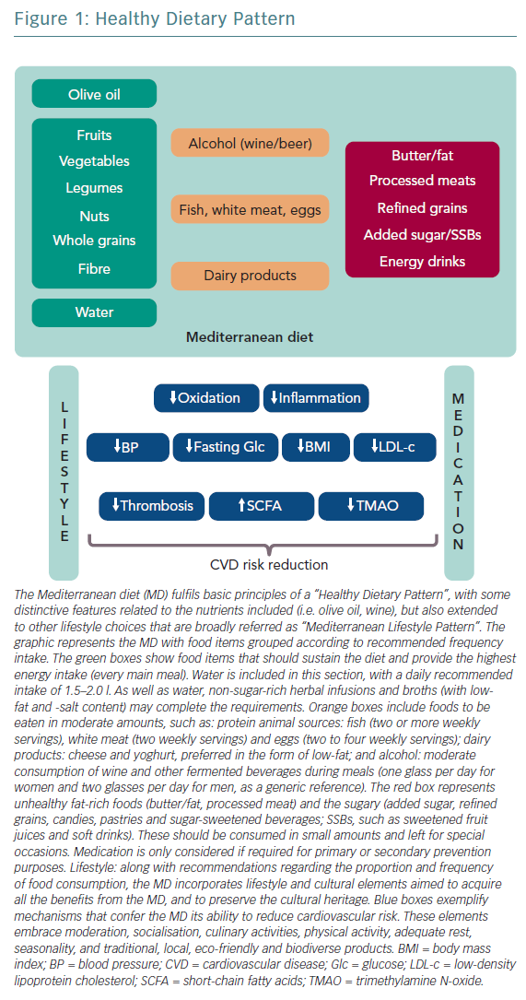 Figure 1: Healthy Dietary Pattern
Olive oil
Fruits
Vegetables
Legumes
Nuts
Whole grains
Fibre
Water
Alcohol (wine/beer)
Fish, white meat, eggs
Dairy products
Butter/fat
Processed meats
Refined grains
Added sugar/SSBs
Energy drinks
Mediterranean diet
LIFESTYLE
↓Oxidation ↓Inflammation
↓BP ↓Fasting Glc ↓BMI ↓LDL-c
↓Thrombosis ↑SCFA ↓TMAO
MEDICATION
CVD risk reduction
The Mediterranean diet (MD) fulfils basic principles of a “Healthy Dietary Pattern”, with some
distinctive features related to the nutrients included (i.e. olive oil, wine), but also extended
to other lifestyle choices that are broadly referred as “Mediterranean Lifestyle Pattern”. The
graphic represents the MD with food items grouped according to recommended frequency
intake. The green boxes show food items that should sustain the diet and provide the highest
energy intake (every main meal). Water is included in this section, with a daily recommended
intake of 1.5–2.0 l. As well as water, non-sugar-rich herbal infusions and broths (with low-
fat and -salt content) may complete the requirements. Orange boxes include foods to be
eaten in moderate amounts, such as: protein animal sources: fish (two or more weekly
servings), white meat (two weekly servings) and eggs (two to four weekly servings); dairy
products: cheese and yoghurt, preferred in the form of low-fat; and alcohol: moderate
consumption of wine and other fermented beverages during meals (one glass per day for
women and two glasses per day for men, as a generic reference). The red box represents
unhealthy fat-rich foods (butter/fat, processed meat) and the sugary (added sugar, refined
grains, candies, pastries and sugar-sweetened beverages; SSBs, such as sweetened fruit
juices and soft drinks). These should be consumed in small amounts and left for special
occasions. Medication is only considered if required for primary or secondary prevention
purposes. Lifestyle: along with recommendations regarding the proportion and frequency
of food consumption, the MD incorporates lifestyle and cultural elements aimed to acquire
all the benefits from the MD, and to preserve the cultural heritage. Blue boxes exemplify
mechanisms that confer the MD its ability to reduce cardiovascular risk. These elements
embrace moderation, socialisation, culinary activities, physical activity, adequate rest,
seasonality, and traditional, local, eco-friendly and biodiverse products. BMI = body mass
index; BP = blood pressure; CVD = cardiovascular disease; Glc = glucose; LDL-c = low-density
lipoprotein cholesterol; SCFA = short-chain fatty acids; TMAO = trimethylamine N-oxide.